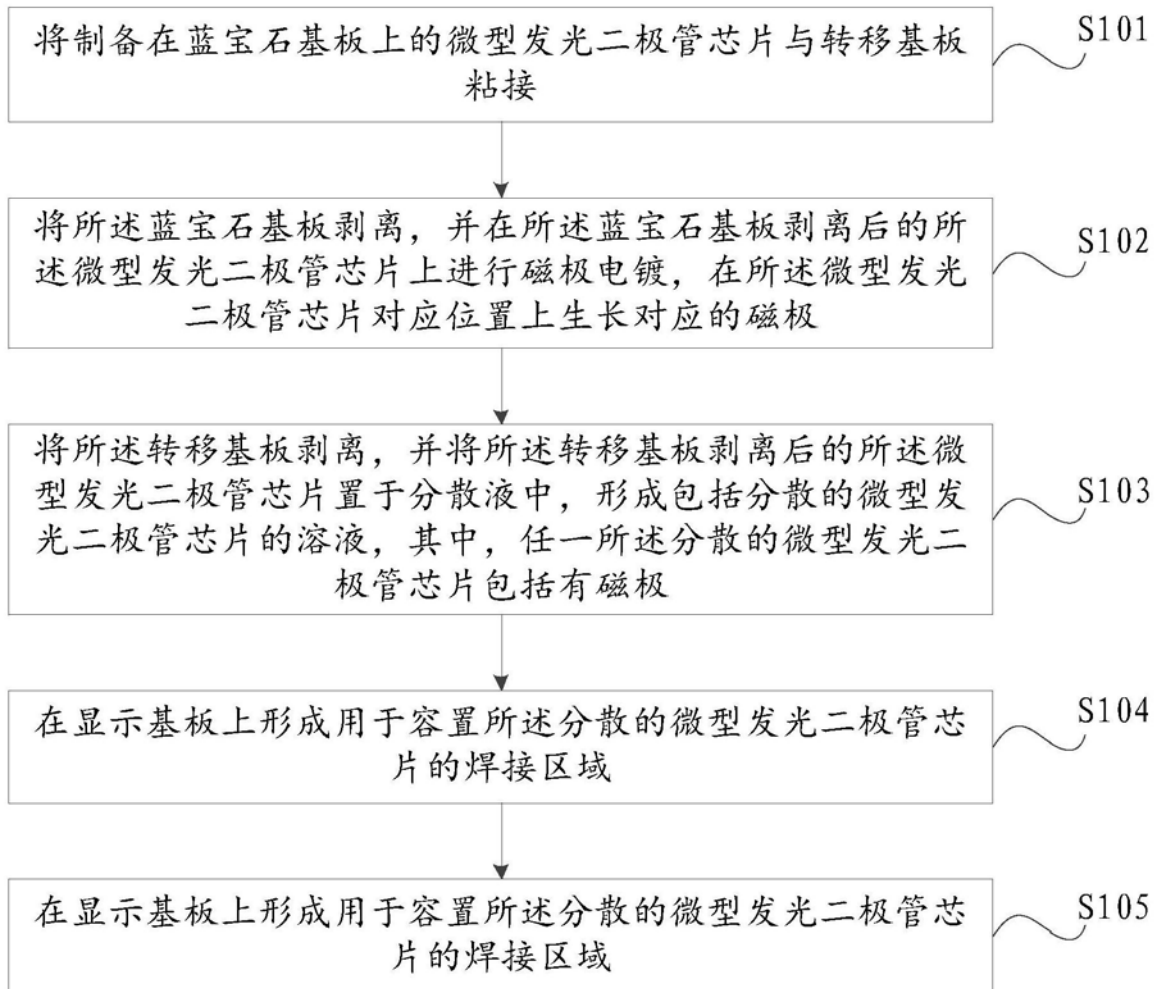 将制备在蓝宝石基板上的微型发光二极管芯片与转移基板
粘接
S101
将所述蓝宝石基板剥离，并在所述蓝宝石基板剥离后的所
述微型发光二极管芯片上进行磁极电镀，在所述微型发光
二极管芯片对应位置上生长对应的磁极
S102
将所述转移基板剥离，并将所述转移基板剥离后的所述微
型发光二极管芯片置于分散液中，形成包括分散的微型发
光二极管芯片的溶液，其中，任一所述分散的微型发光二
极管芯片包括有磁极
S103
在显示基板上形成用于容置所述分散的微型发光二极管芯
片的焊接区域
S104
在显示基板上形成用于容置所述分散的微型发光二极管芯
片的焊接区域
S105